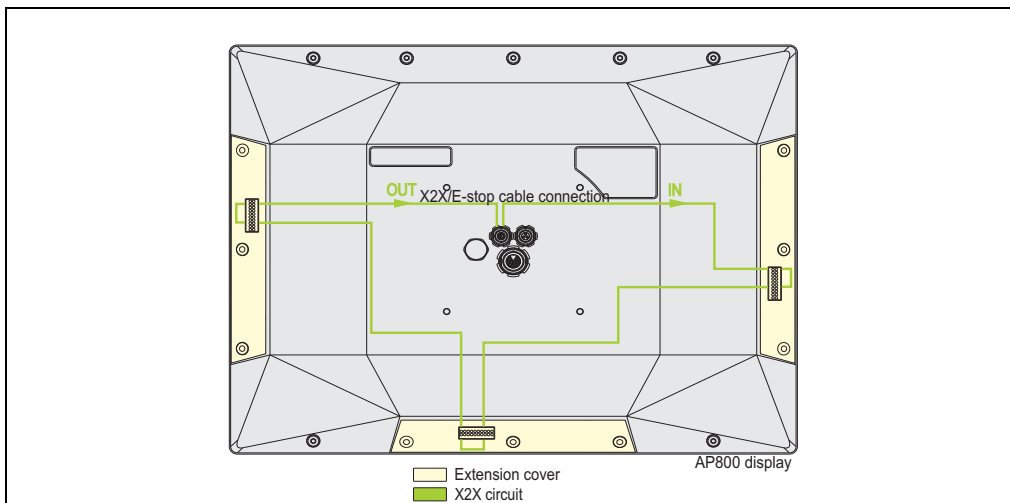 OUT
X2X/E-stop cable connection
IN
AP800 display
Extension cover
X2X circuit